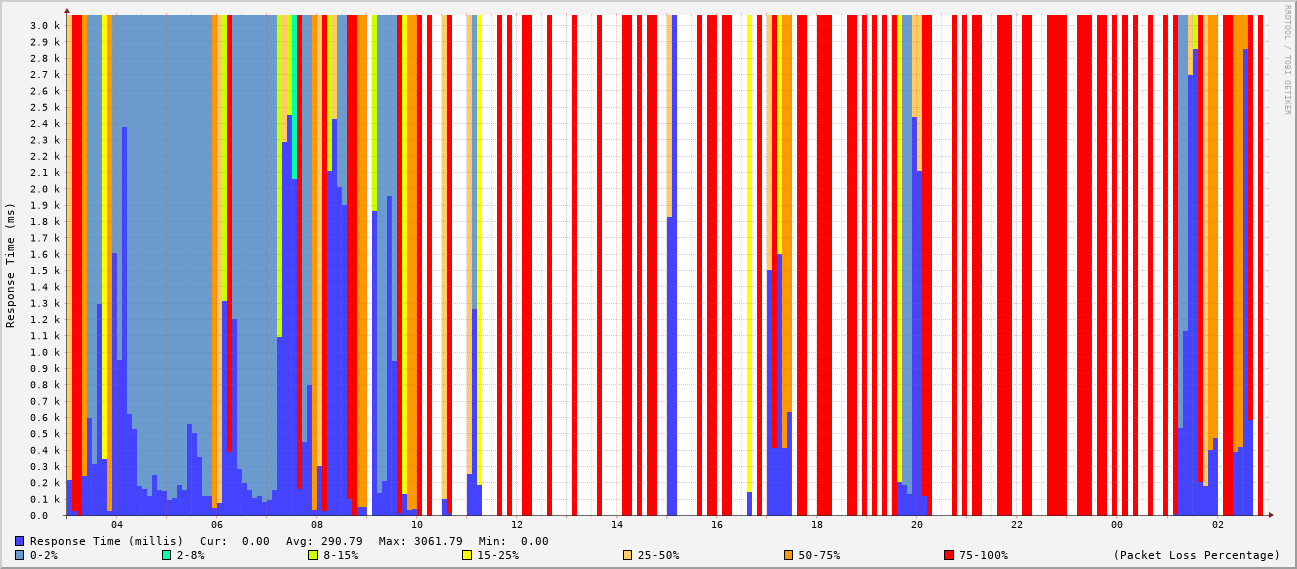 RRDTOOL / TOBI OETIKER
Response Time (ms)
3.0 k
2.9 k
2.8 k
2.7 k
2.6 k
2.5 k
2.4 k
2.3 k
2.2 k
2.1 k
2.0 k
1.9 k
1.8 k
1.7 k
1.6 k
1.5 k
1.4 k
1.3 k
1.2 k
1.1 k
1.0 k
0.9 k
0.8 k
0.7 k
0.6 k
0.5 k
0.4 k
0.3 k
0.2 k
0.1 k
0.0
04 06 08 10 12 14 16 18 20 22 00 02
Response Time (millis) Cur: 0.00 Avg: 290.79 Max: 3061.79 Min: 0.00
0-2% 2-8% 8-15% 15-25% 25-50% 50-75% 75-100% (Packet Loss Percentage)